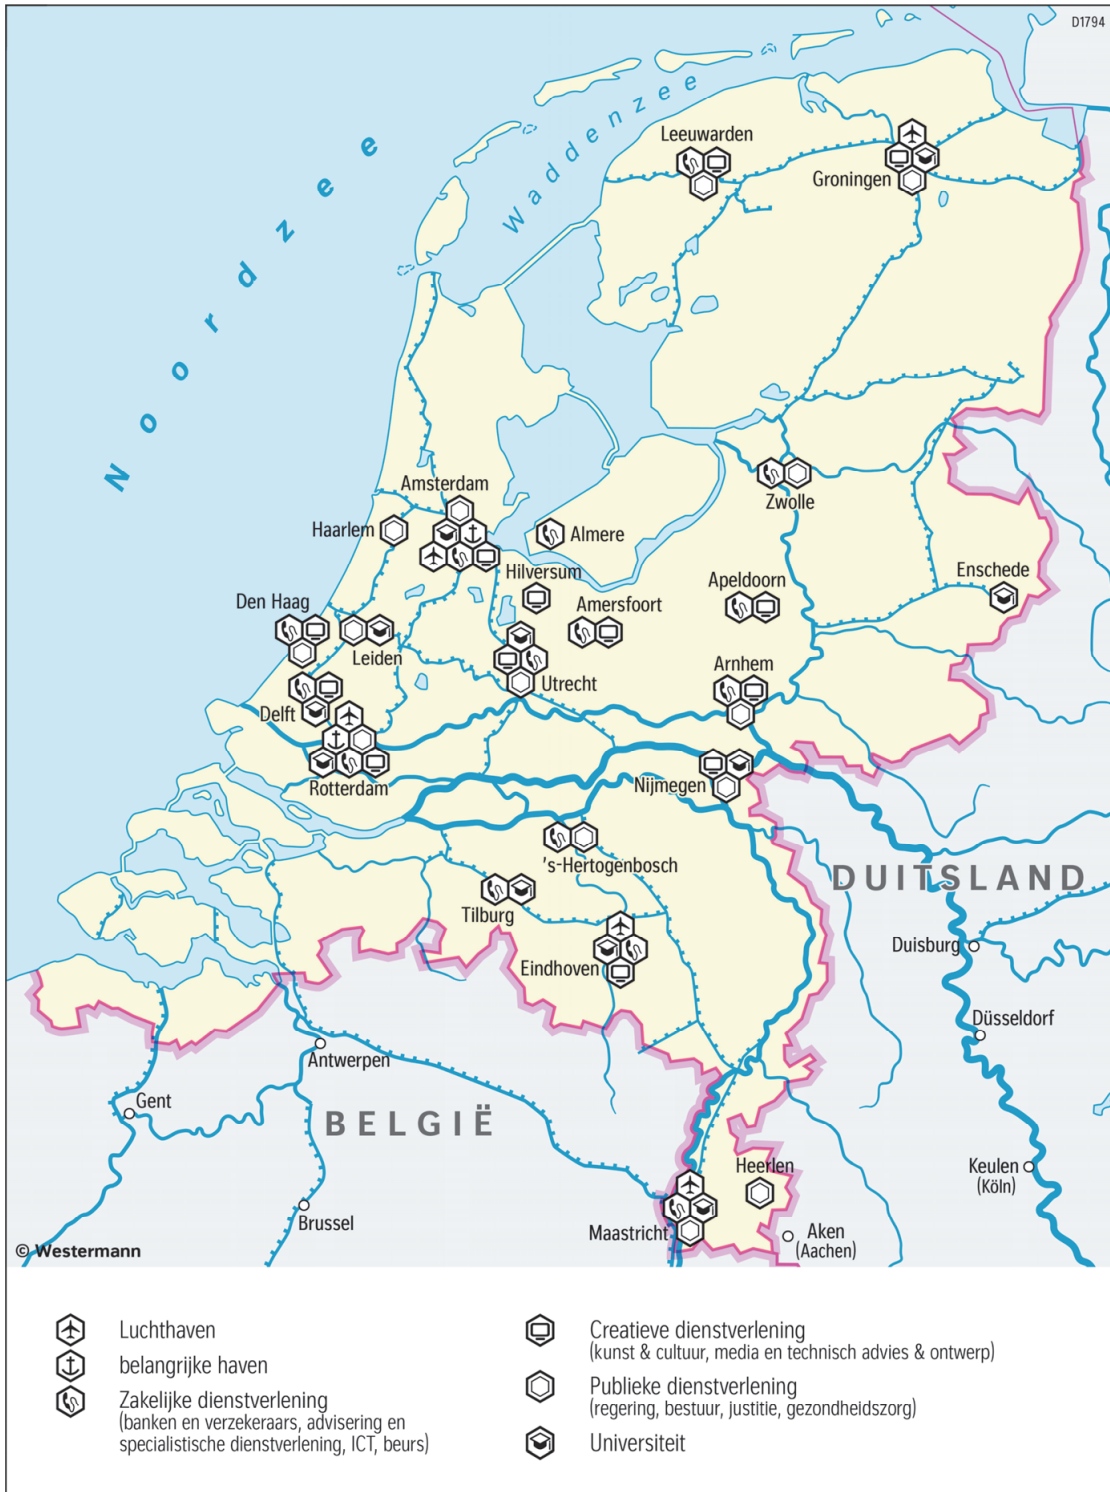 D1794
Noordzee
Waddenzee
Leeuwarden
Groningen
Amsterdam
Haarlem
Almere
Zwolle
Hilversum
Enschede
Apeldoorn
Den Haag
Amersfoort
Leiden
Arnhem
Utrecht
Delft
Nijmegen
Rotterdam
's-Hertogenbosch
DUITSLAND
Tilburg
Duisburg
Eindhoven
Düsseldorf
Antwerpen
Gent
BELGIË
Heerlen
Keulen
(Köln)
Brussel
Maastricht
Aken
(Aachen)
© Westermann
Luchthaven
belangrijke haven
Zakelijke dienstverlening
(banken en verzekeraars, advisering en
specialistische dienstverlening, ICT, beurs)
Creatieve dienstverlening
(kunst & cultuur, media en technisch advies & ontwerp)
Publieke dienstverlening
(regering, bestuur, justitie, gezondheidszorg)
Universiteit